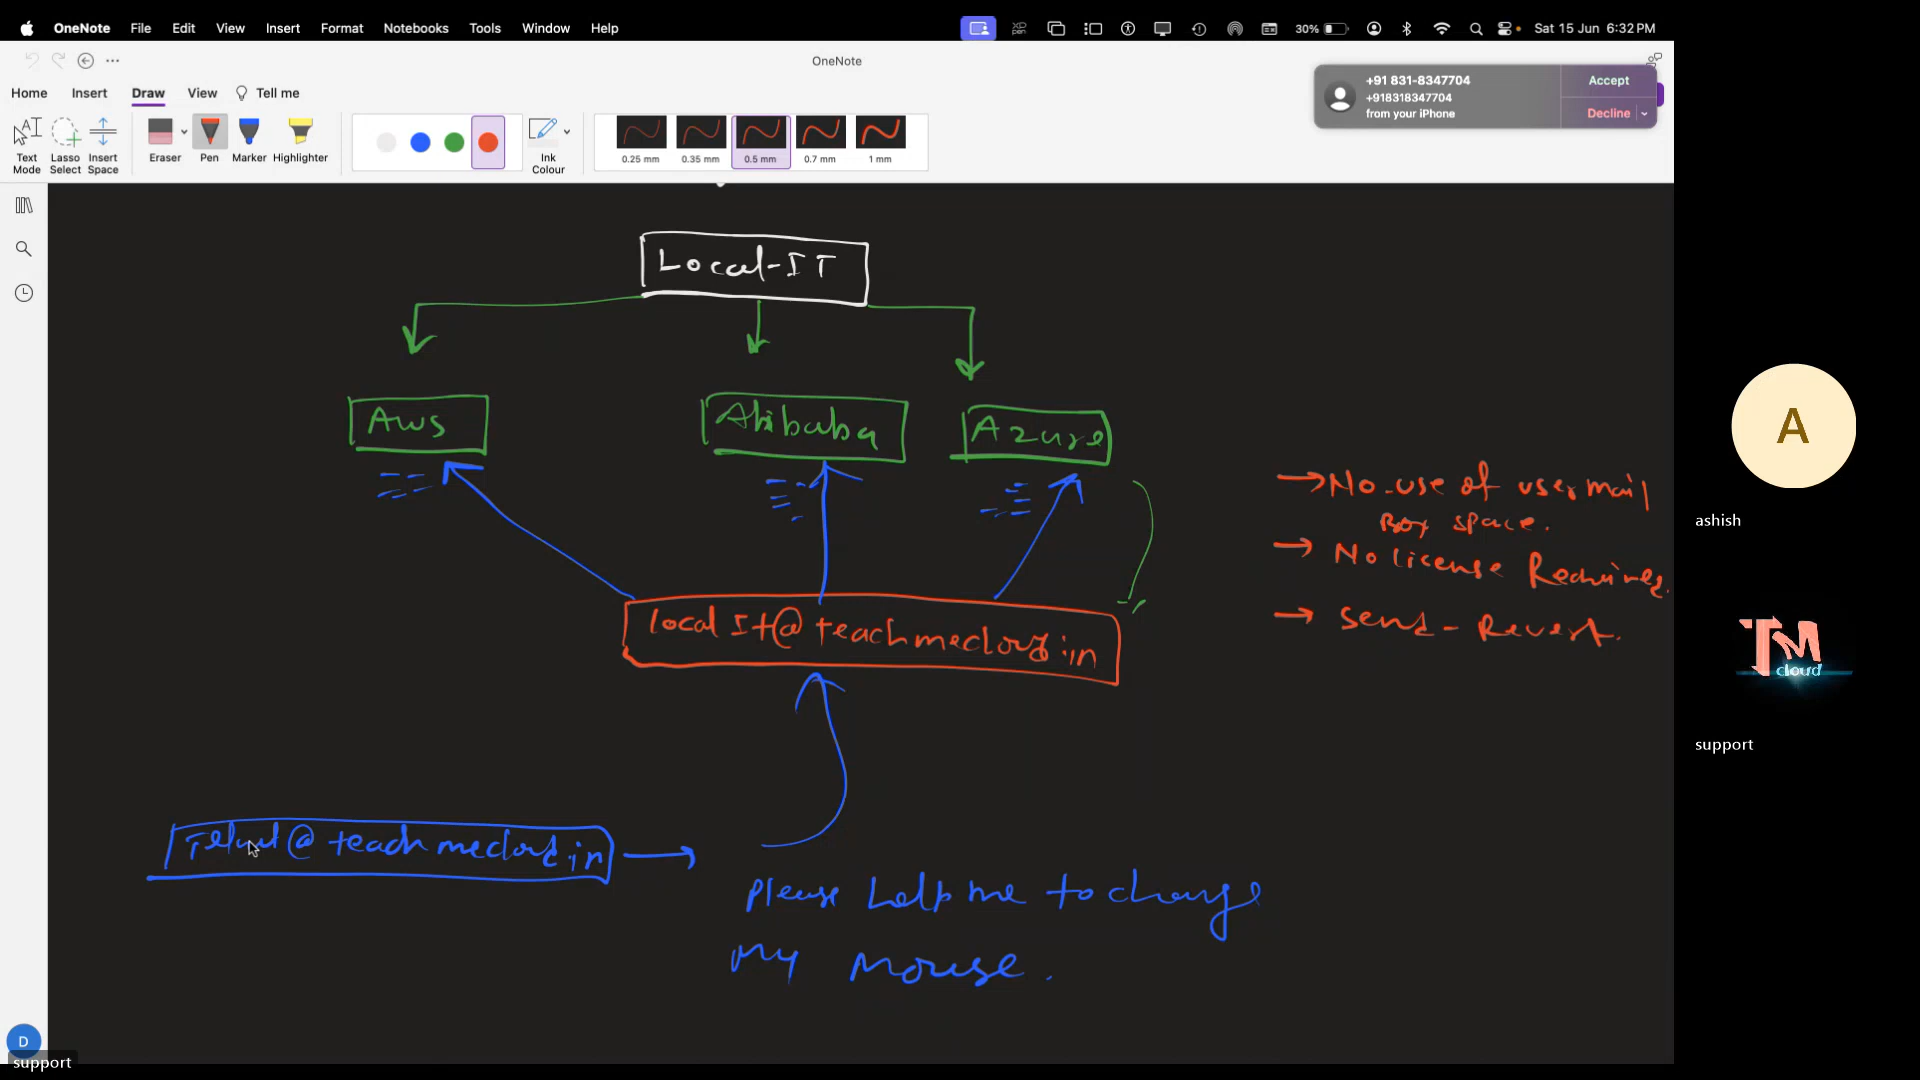 OneNote File Edit View Insert Format Notebooks Tools Window Help 30% Sat 15 Jun 6:32 PM
OneNote
+91 831-8347704
+918318347704
from your iPhone
Accept
Decline
Home Insert Draw View Tell me
Text Mode
Lasso Select
Insert Space
Eraser
Pen
Marker
Highlighter
Ink Colour
0.25 mm
0.35 mm
0.5 mm
0.7 mm
1 mm
Local-IT
Aws
Alibaba
Azure
No-use of user mail
Box space.
No license Requires.
Send - Revert.
local It@teachmecloud.in
@teachmecloud.in
Please help me to change
My Mouse.
A
ashish
TM
cloud
support
D
support